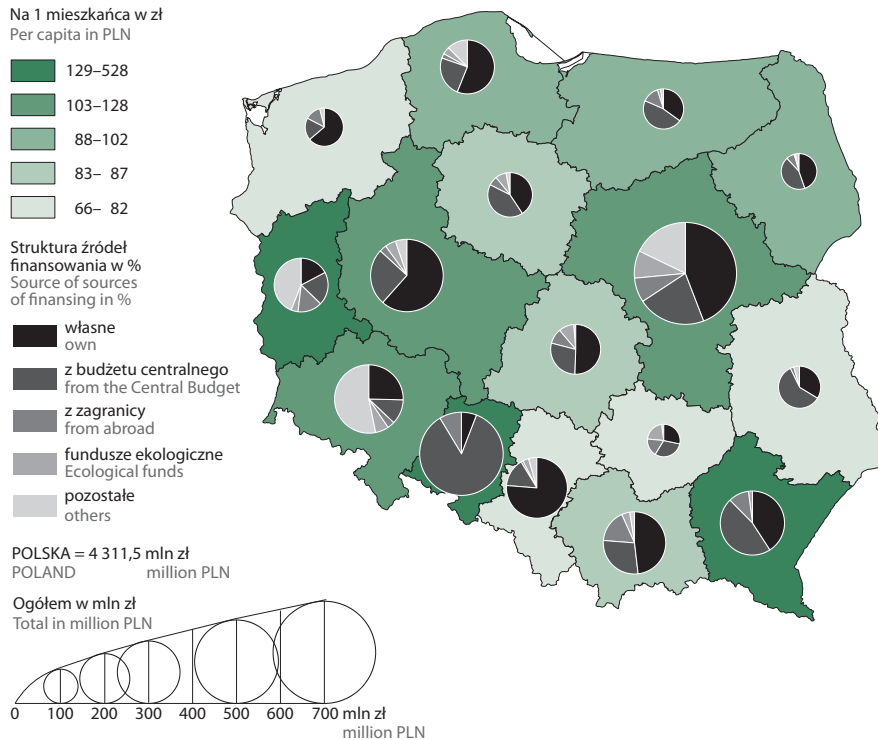 Na 1 mieszkańca w zł
Per capita in PLN
129–528
103–128
88–102
83– 87
66– 82
Struktura źródeł
finansowania w %
Source of sources
of finansing in %
własne
own
z budżetu centralnego
from the Central Budget
z zagranicy
from abroad
fundusze ekologiczne
Ecological funds
pozostałe
others
POLSKA = 4 311,5 mln zł
POLAND million PLN
Ogółem w mln zł
Total in million PLN
0 100 200 300 400 500 600 700 mln zł
million PLN